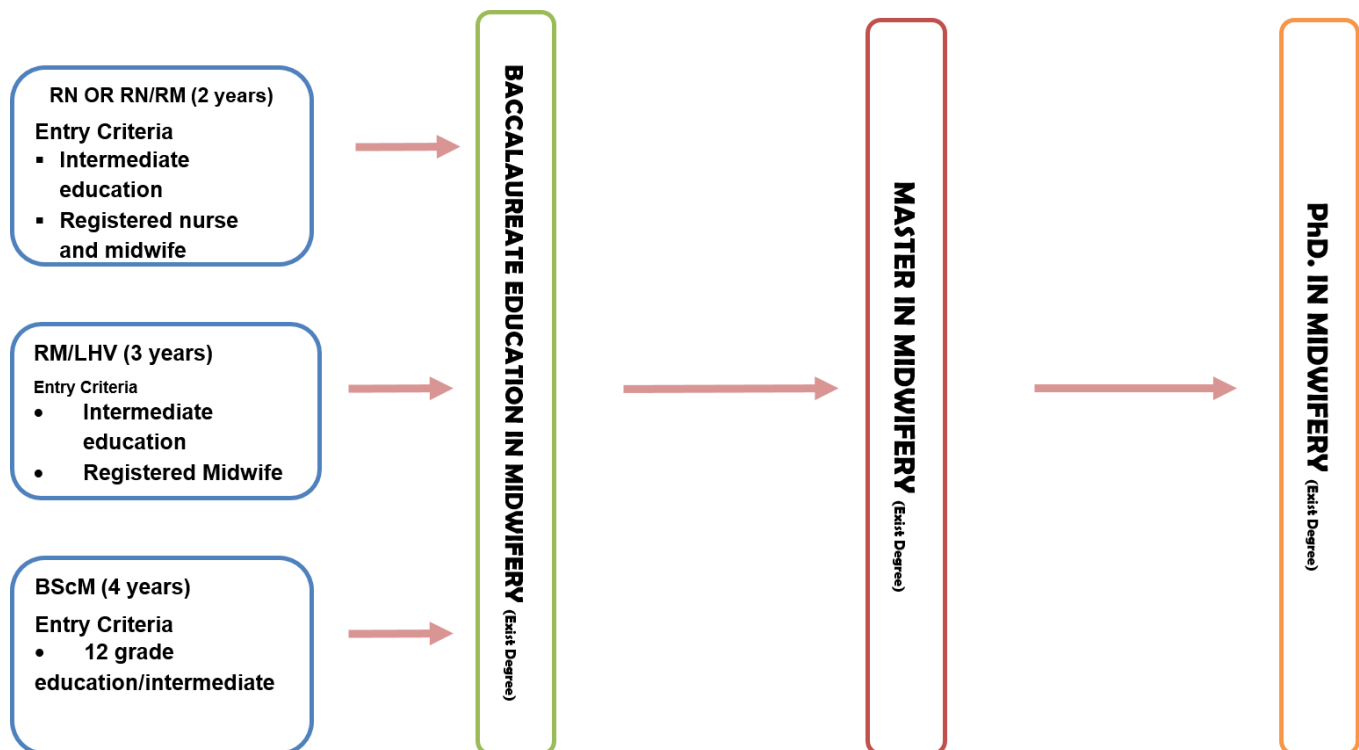 RN OR RN/RM (2 years)
Entry Criteria
▪ Intermediate
education
▪ Registered nurse
and midwife
RM/LHV (3 years)
Entry Criteria
• Intermediate
education
• Registered Midwife
BScM (4 years)
Entry Criteria
• 12 grade
education/intermediate
BACCALAUREATE EDUCATION IN MIDWIFERY (Exist Degree)
MASTER IN MIDWIFERY (Exist Degree)
PhD. IN MIDWIFERY (Exist Degree)